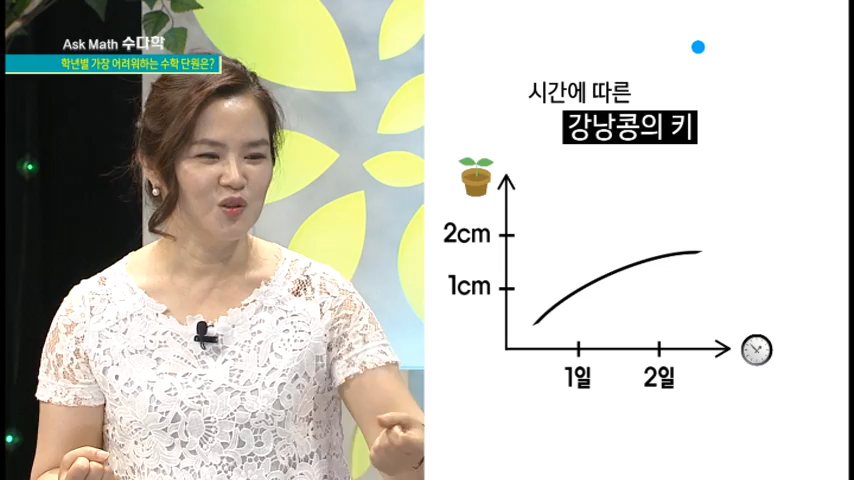 Ask Math 수다학
학년별 가장 어려워하는 수학 단원은?
시간에 따른
강낭콩의 키
2cm
1cm
1일 2일